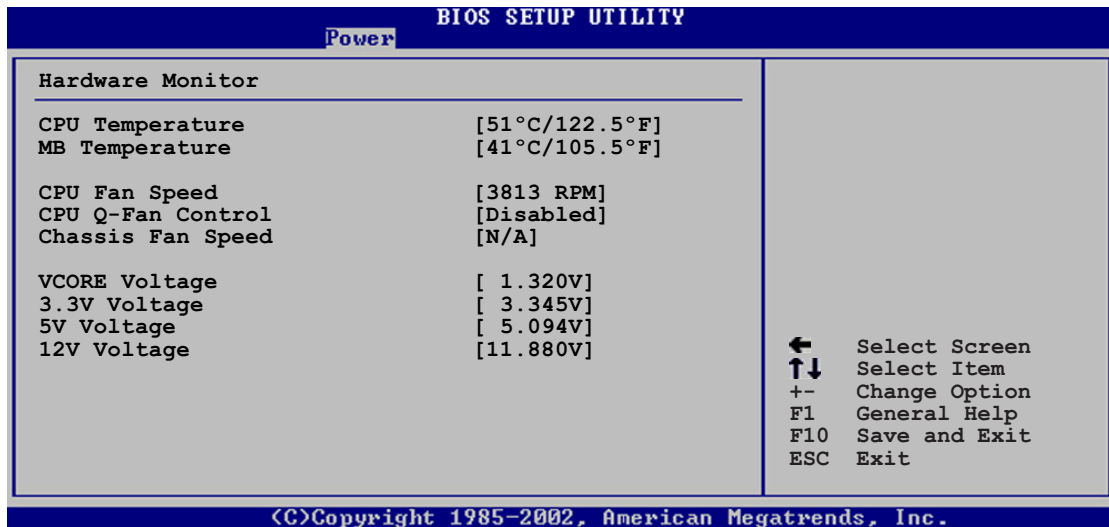 BIOS SETUP UTILITY
Power
Hardware Monitor
CPU Temperature [51°C/122.5°F]
MB Temperature [41°C/105.5°F]
CPU Fan Speed [3813 RPM]
CPU Q-Fan Control [Disabled]
Chassis Fan Speed [N/A]
VCORE Voltage [ 1.320V]
3.3V Voltage [ 3.345V]
5V Voltage [ 5.094V]
12V Voltage [11.880V]
← Select Screen
↑↓ Select Item
+- Change Option
F1 General Help
F10 Save and Exit
ESC Exit
(C)Copyright 1985-2002, American Megatrends, Inc.